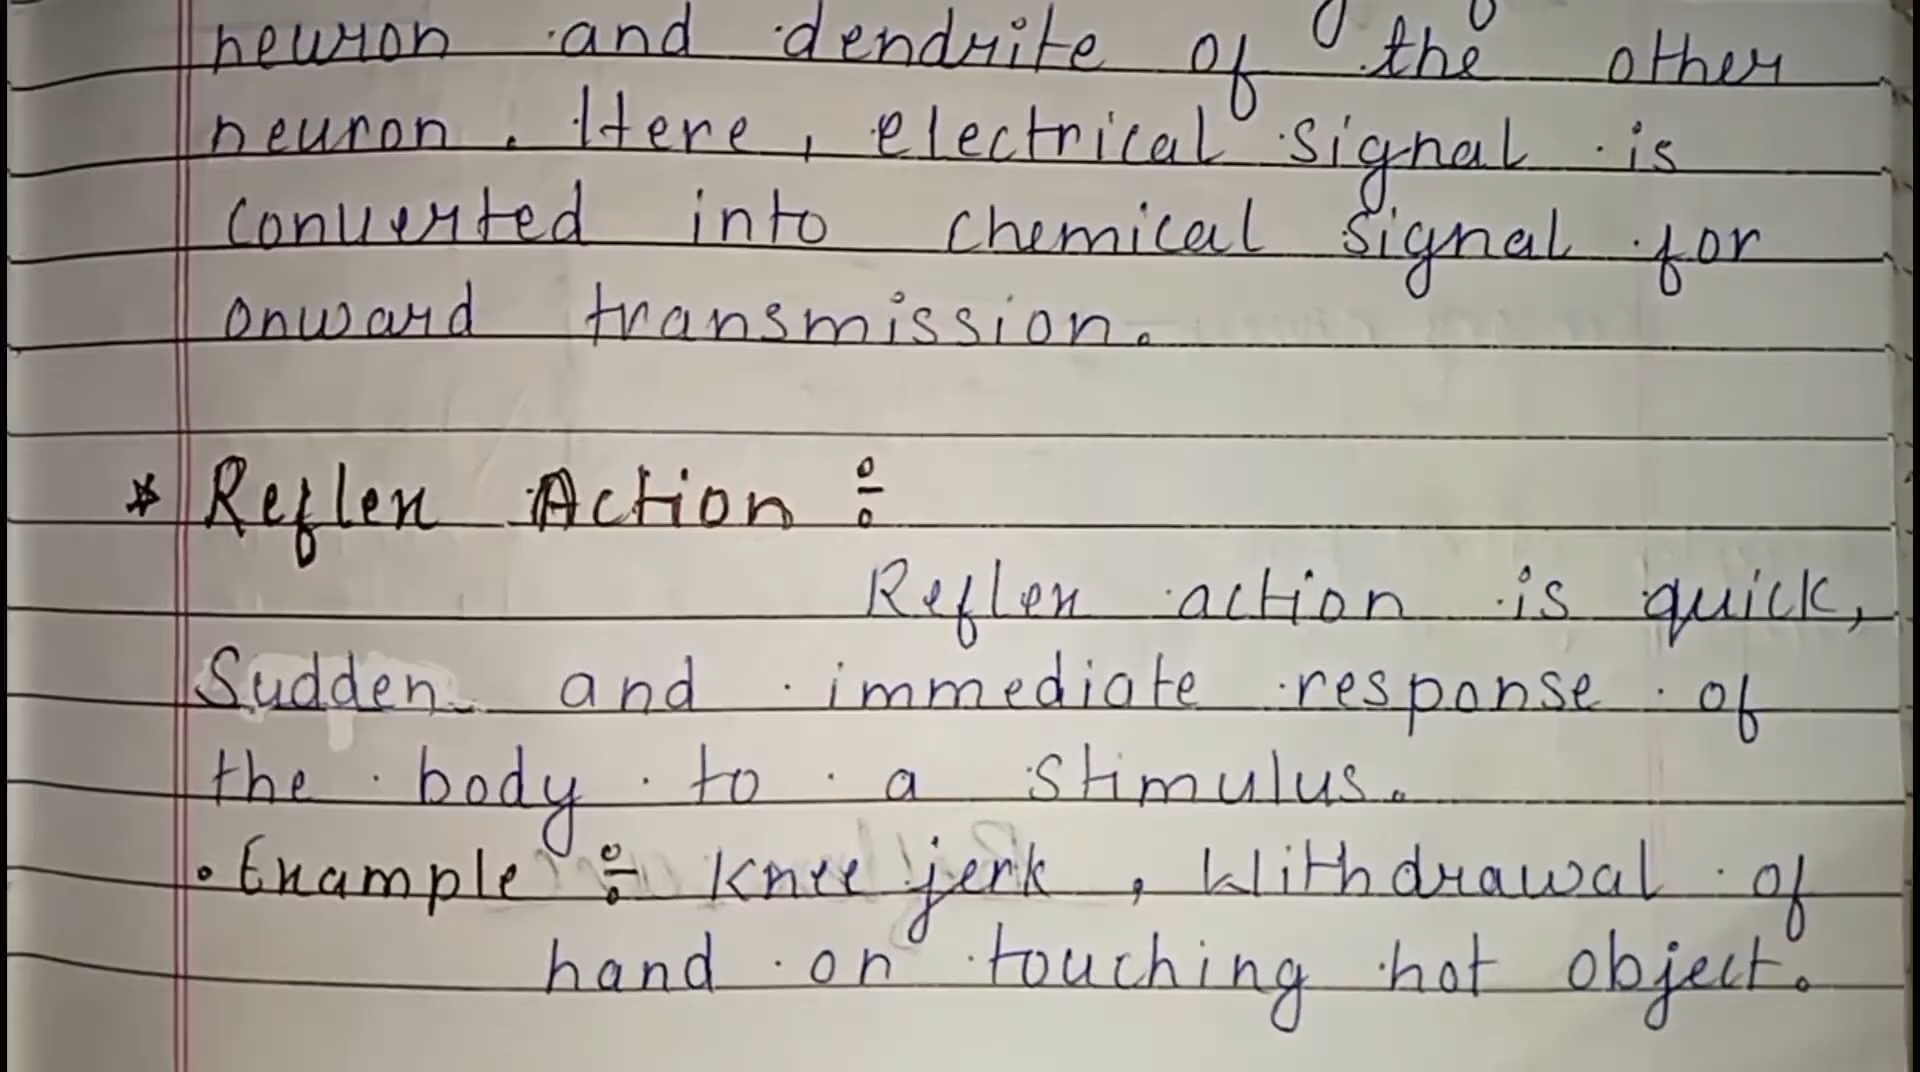 neuron and dendrite of the other
neuron. Here, electrical signal is
converted into chemical signal for
onward transmission.
* Reflex Action ÷
Reflex action is quick,
Sudden and immediate response of
the body to a stimulus.
• Example ÷ Knee jerk, Withdrawal of
hand on touching hot object.